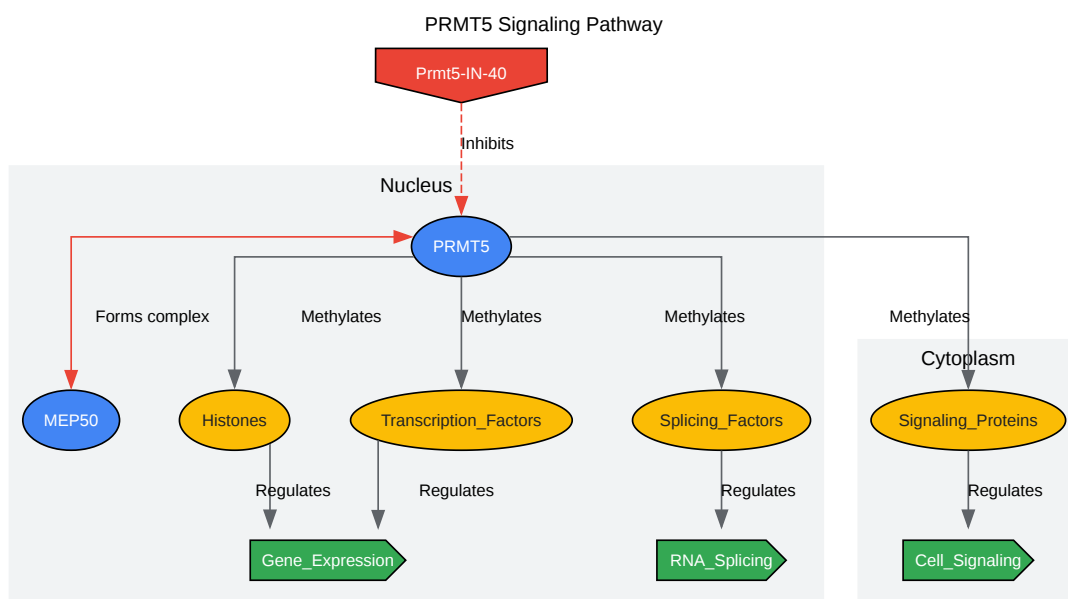 PRMT5 Signaling Pathway
Prmt5-IN-40
Inhibits
Nucleus
PRMT5
Forms complex
Methylates
Methylates
Methylates
Methylates
Cytoplasm
MEP50
Histones
Transcription_Factors
Splicing_Factors
Signaling_Proteins
Regulates
Regulates
Regulates
Regulates
Gene_Expression
RNA_Splicing
Cell_Signaling